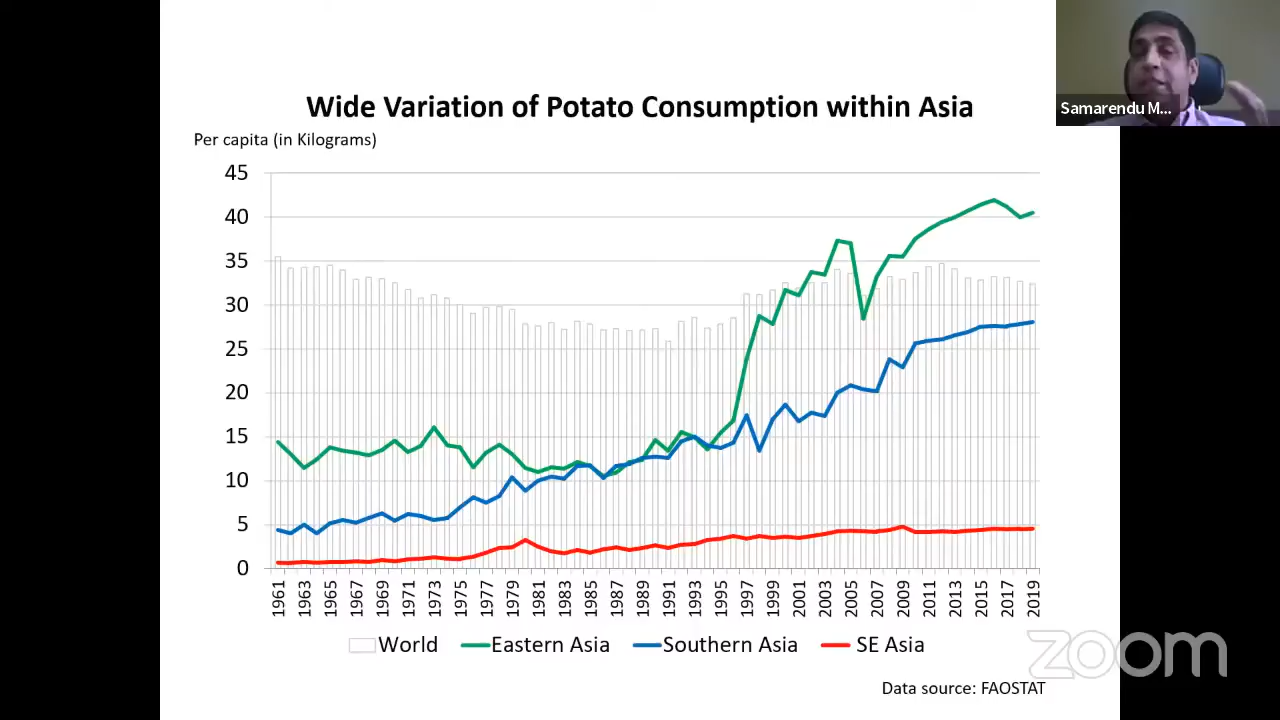 Wide Variation of Potato Consumption within Asia
Samarendu M...
Per capita (in Kilograms)
45
40
35
30
25
20
15
10
5
0
1961 1963 1965 1967 1969 1971 1973 1975 1977 1979 1981 1983 1985 1987 1989 1991 1993 1995 1997 1999 2001 2003 2005 2007 2009 2011 2013 2015 2017 2019
World Eastern Asia Southern Asia SE Asia
zoom
Data source: FAOSTAT